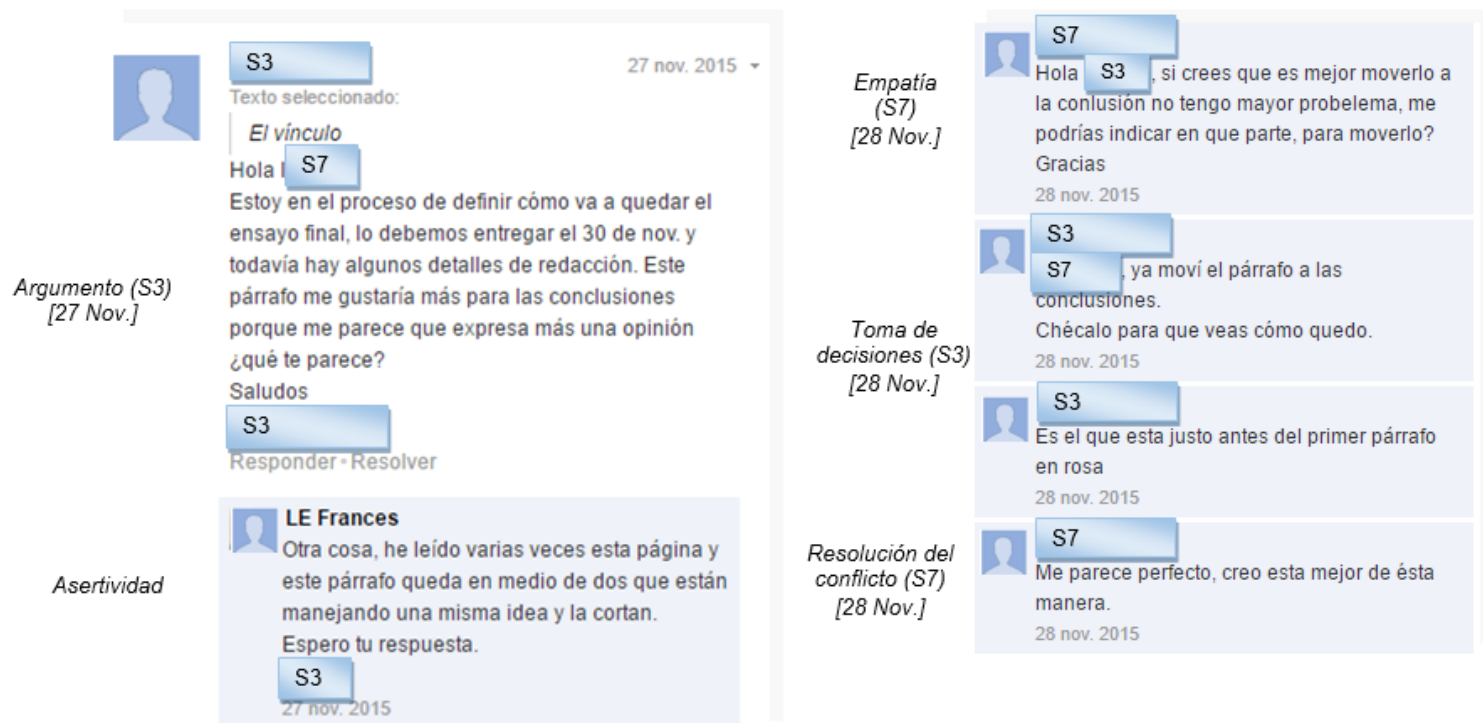 S3
27 nov. 2015
Texto seleccionado:
El vínculo
Hola S7
Estoy en el proceso de definir cómo va a quedar el
ensayo final, lo debemos entregar el 30 de nov. y
todavía hay algunos detalles de redacción. Este
párrafo me gustaría más para las conclusiones
porque me parece que expresa más una opinión
¿qué te parece?
Saludos
S3
Responder - Resolver
Argumento (S3)
[27 Nov.]
LE Frances
Otra cosa, he leído varias veces esta página y
este párrafo queda en medio de dos que están
manejando una misma idea y la cortan.
Espero tu respuesta.
S3
27 nov. 2015
Asertividad
Empatía
(S7)
[28 Nov.]
S7
Hola S3, si crees que es mejor moverlo a
la conlusión no tengo mayor probelema, me
podrías indicar en que parte, para moverlo?
Gracias
28 nov. 2015
Toma de
decisiones (S3)
[28 Nov.]
S3
S7, ya moví el párrafo a las
conclusiones.
Chécalo para que veas cómo quedo.
28 nov. 2015
S3
Es el que esta justo antes del primer párrafo
en rosa
28 nov. 2015
Resolución del
conflicto (S7)
[28 Nov.]
S7
Me parece perfecto, creo esta mejor de ésta
manera.
28 nov. 2015